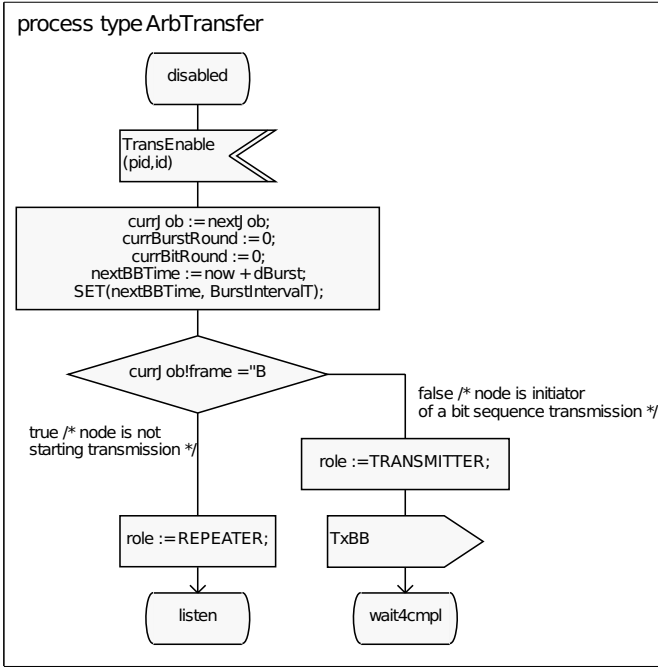 process type ArbTransfer
disabled
TransEnable
(pid,id)
currJob := nextJob;
currBurstRound := 0;
currBitRound := 0;
nextBBTime := now + dBurst;
SET(nextBBTime, BurstIntervalT);
currJob!frame = ''B
false /* node is initiator
of a bit sequence transmission */
true /* node is not
starting transmission */
role := TRANSMITTER;
role := REPEATER;
TxBB
listen
wait4cmpl